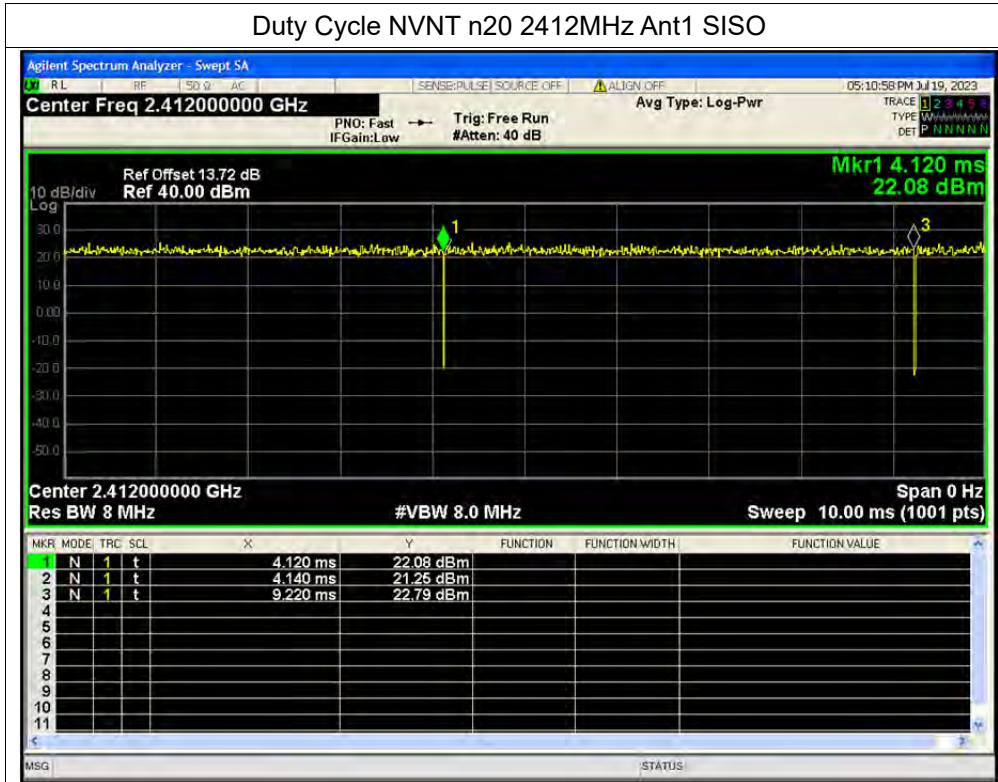 Duty Cycle NVNT n20 2412MHz Ant1 SISO
Agilent Spectrum Analyzer - Swept SA
RL RF 50 Ω AC SENSE:PULSE SOURCE OFF ALIGN OFF 05:10:58 PM Jul 19, 2023
Center Freq 2.412000000 GHz Avg Type: Log-Pwr TRACE 1 2 3 4 5 6
PNO: Fast Trig: Free Run TYPE W
IFGain:Low #Atten: 40 dB DET P N N N N N
Mkr1 4.120 ms
22.08 dBm
Ref Offset 13.72 dB
10 dB/div Ref 40.00 dBm
Log
30.0
20.0
10.0
0.00
-10.0
-20.0
-30.0
-40.0
-50.0
1
3
Center 2.412000000 GHz Span 0 Hz
Res BW 8 MHz #VBW 8.0 MHz Sweep 10.00 ms (1001 pts)
MKR MODE TRC SCL X Y FUNCTION FUNCTION WIDTH FUNCTION VALUE
1 N 1 t 4.120 ms 22.08 dBm
2 N 1 t 4.140 ms 21.25 dBm
3 N 1 t 9.220 ms 22.79 dBm
4
5
6
7
8
9
10
11
MSG STATUS